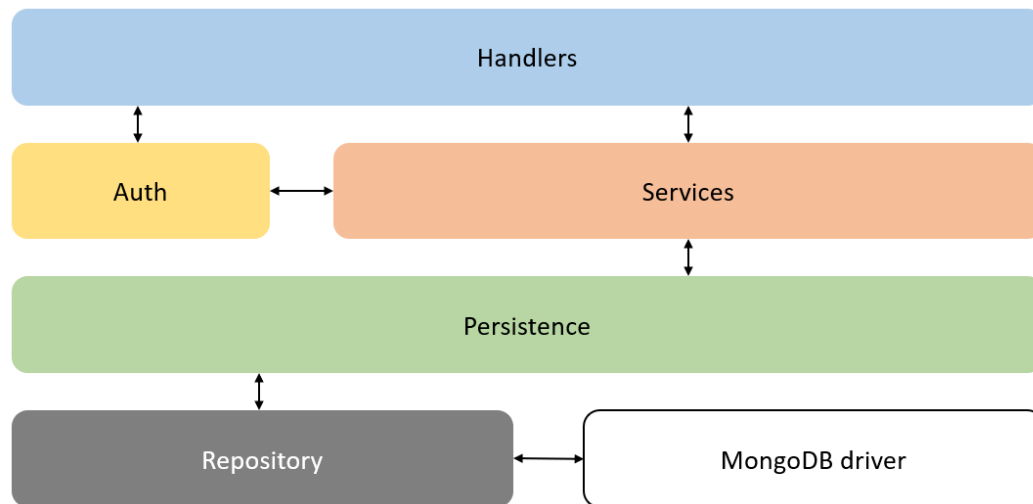 Handlers
Auth
Services
Persistence
Repository
MongoDB driver